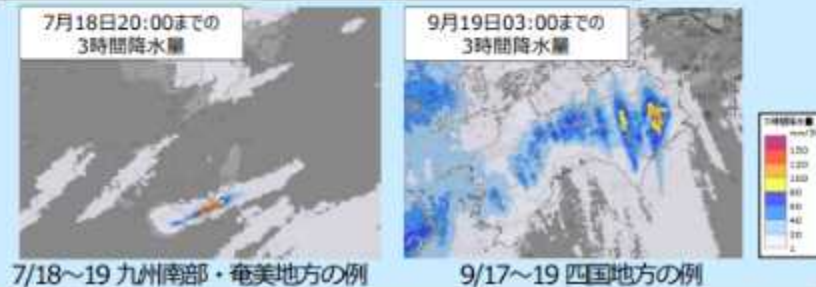 7月18日20:00までの
3時間降水量
9月19日03:00までの
3時間降水量
150
120
100
80
60
40
20
1
7/18～19 九州南部・奄美地方の例
9/17～19 四国地方の例